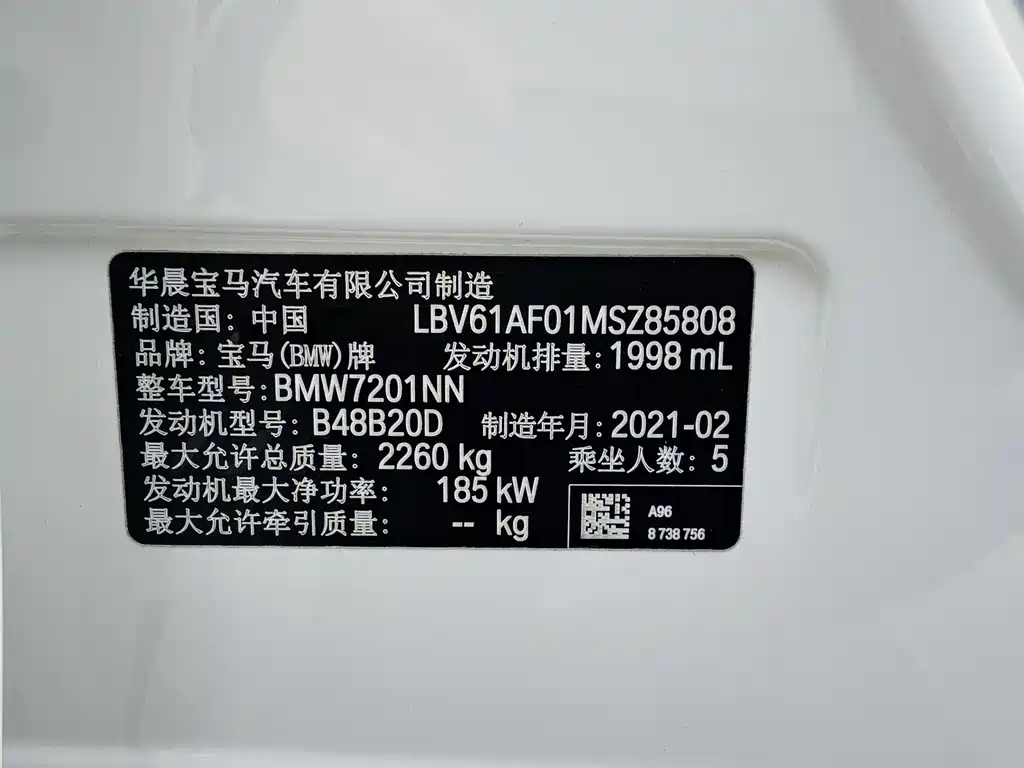 华晨宝马汽车有限公司制造
制造国: 中国 LBV61AF01MSZ85808
品牌: 宝马(BMW)牌 发动机排量: 1998 mL
整车型号: BMW7201NN
发动机型号: B48B20D 制造年月: 2021-02
最大允许总质量: 2260 kg 乘坐人数: 5
发动机最大净功率: 185 kW
最大允许牵引质量: -- kg
A96
8 738 756